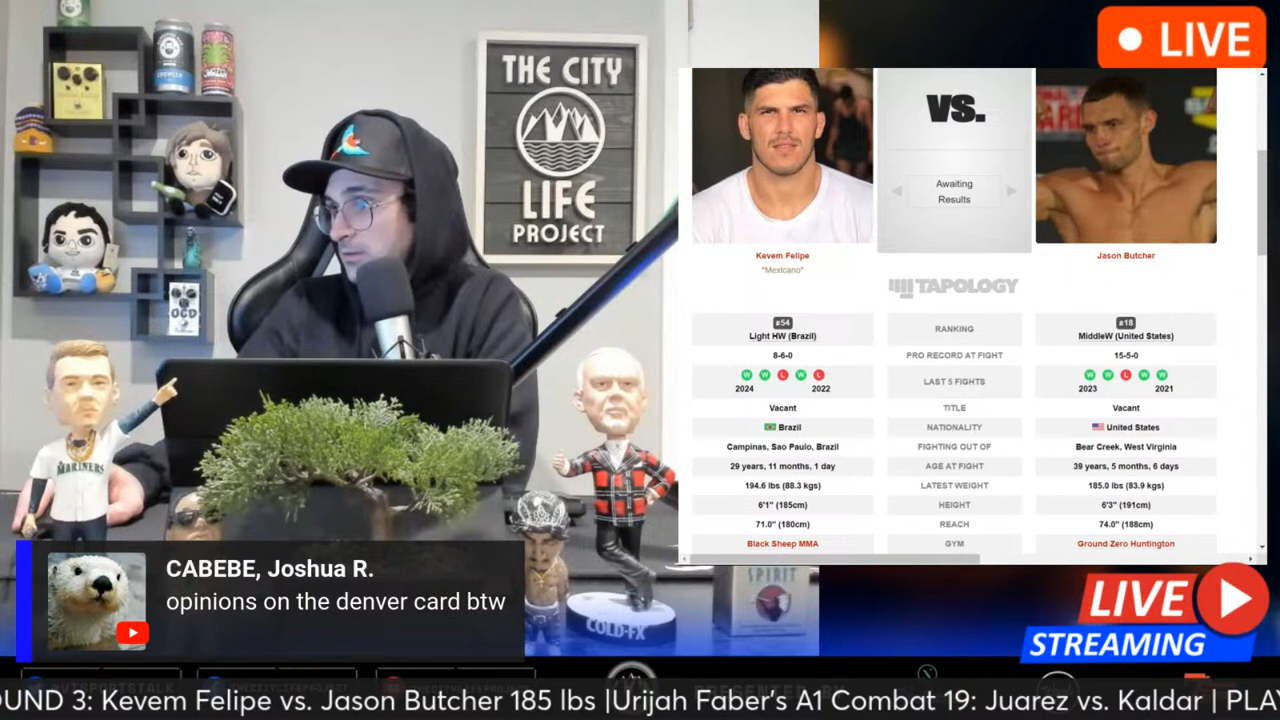 LIVE
THE CITY
LIFE
PROJECT
VS.
Awaiting
Results
Kevem Felipe
"Mexicano"
Jason Butcher
TAPOLOGY
#54
Light HW (Brazil)
RANKING
#18
MiddleW (United States)
8-6-0
PRO RECORD AT FIGHT
15-5-0
W W L W L
2024 2022
LAST 5 FIGHTS
W W L W W
2023 2021
Vacant
TITLE
Vacant
Brazil
NATIONALITY
United States
Campinas, Sao Paulo, Brazil
FIGHTING OUT OF
Bear Creek, West Virginia
29 years, 11 months, 1 day
AGE AT FIGHT
39 years, 5 months, 6 days
194.6 lbs (88.3 kgs)
LATEST WEIGHT
185.0 lbs (83.9 kgs)
6'1" (185cm)
HEIGHT
6'3" (191cm)
71.0" (180cm)
REACH
74.0" (188cm)
Black Sheep MMA
GYM
Ground Zero Huntington
OCD
MARINERS
COLD-FX
SPIRIT
CABEBE, Joshua R.
opinions on the denver card btw
LIVE
STREAMING
OUND 3: Kevem Felipe vs. Jason Butcher 185 lbs |Urijah Faber's A1 Combat 19: Juarez vs. Kaldar | PLA